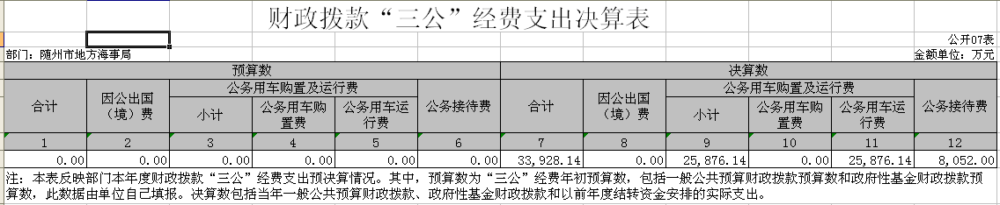 财政拨款“三公”经费支出决算表
公开07表
部门：随州市地方海事局 金额单位：万元
预算数 决算数
合计 因公出国（境）费 公务用车购置及运行费 公务接待费 合计 因公出国（境）费 公务用车购置及运行费 公务接待费
小计 公务用车购置费 公务用车运行费 小计 公务用车购置费 公务用车运行费
1 2 3 4 5 6 7 8 9 10 11 12
0.00 0.00 0.00 0.00 0.00 0.00 33,928.14 0.00 25,876.14 0.00 25,876.14 8,052.00
注：本表反映部门本年度财政拨款“三公”经费支出预决算情况。其中，预算数为“三公”经费年初预算数，包括一般公共预算财政拨款预算数和政府性基金财政拨款预
算数，此数据由单位自己填报。决算数包括当年一般公共预算财政拨款、政府性基金财政拨款和以前年度结转资金安排的实际支出。